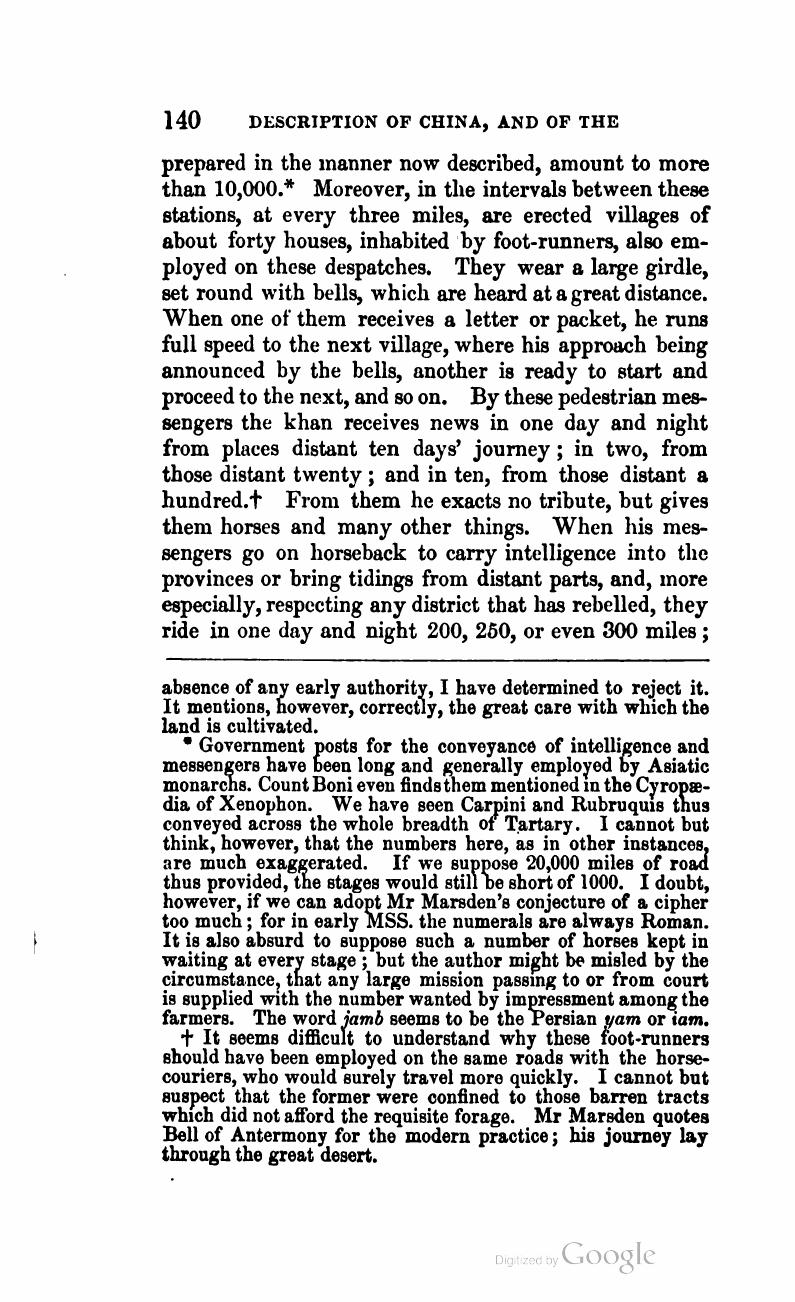 140 DESCRIPTION OF CHINA, AND OF THE
prepared in the manner now described, amount to more
than 10,000.* Moreover, in the intervals between these
stations, at every three miles, are erected villages of
about forty houses, inhabited by foot-runners, also em-
ployed on these despatches. They wear a large girdle,
set round with bells, which are heard at a great distance.
When one of them receives a letter or packet, he runs
full speed to the next village, where his approach being
announced by the bells, another is ready to start and
proceed to the next, and so on. By these pedestrian mes-
sengers the khan receives news in one day and night
from places distant ten days' journey; in two, from
those distant twenty; and in ten, from those distant a
hundred.† From them he exacts no tribute, but gives
them horses and many other things. When his mes-
sengers go on horseback to carry intelligence into the
provinces or bring tidings from distant parts, and, more
especially, respecting any district that has rebelled, they
ride in one day and night 200, 250, or even 300 miles;
absence of any early authority, I have determined to reject it.
It mentions, however, correctly, the great care with which the
land is cultivated.
* Government posts for the conveyance of intelligence and
messengers have been long and generally employed by Asiatic
monarchs. Count Boni even finds them mentioned in the Cyropæ-
dia of Xenophon. We have seen Carpini and Rubruquis thus
conveyed across the whole breadth of Tartary. I cannot but
think, however, that the numbers here, as in other instances,
are much exaggerated. If we suppose 20,000 miles of road
thus provided, the stages would still be short of 1000. I doubt,
however, if we can adopt Mr Marsden's conjecture of a cipher
too much; for in early MSS. the numerals are always Roman.
It is also absurd to suppose such a number of horses kept in
waiting at every stage; but the author might be misled by the
circumstance, that any large mission passing to or from court
is supplied with the number wanted by impressment among the
farmers. The word jamb seems to be the Persian yam or iam.
† It seems difficult to understand why these foot-runners
should have been employed on the same roads with the horse-
couriers, who would surely travel more quickly. I cannot but
suspect that the former were confined to those barren tracts
which did not afford the requisite forage. Mr Marsden quotes
Bell of Antermony for the modern practice; his journey lay
through the great desert.
Digitized by Google